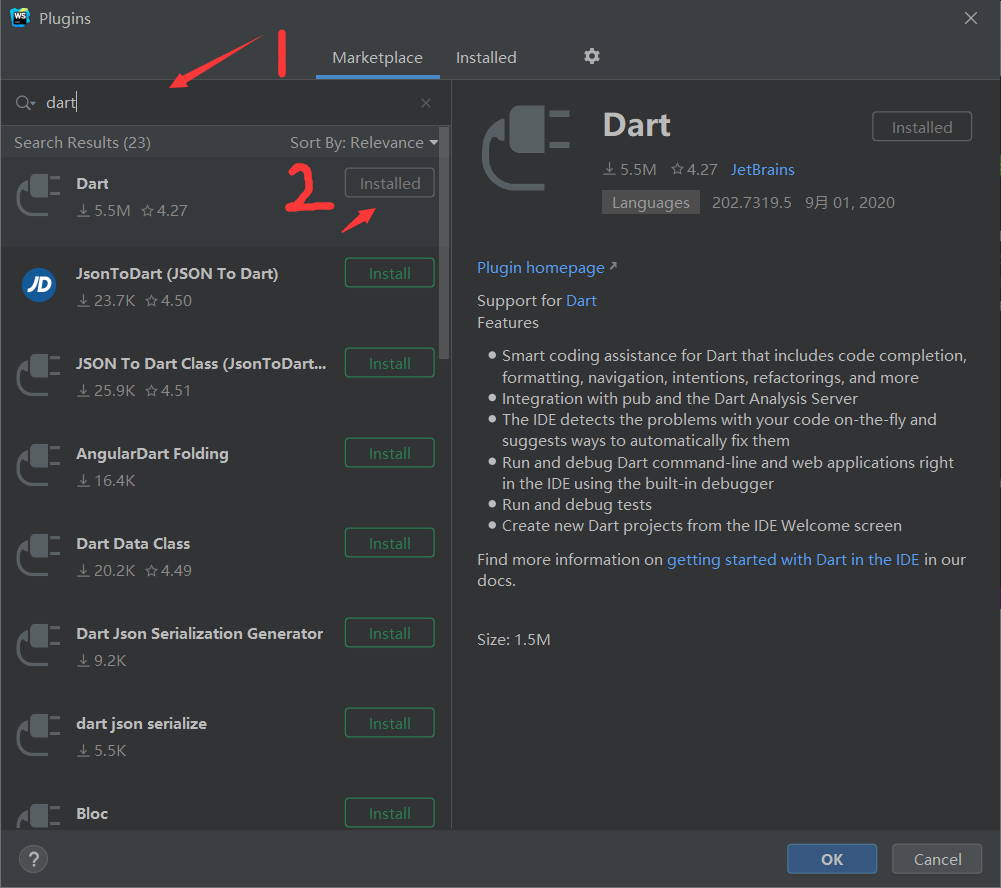 WS Plugins
1
Marketplace Installed
dart
Search Results (23) Sort By: Relevance
2
Dart Installed
5.5M 4.27
JD JsonToDart (JSON To Dart) Install
23.7K 4.50
JSON To Dart Class (JsonToDart... Install
25.9K 4.51
AngularDart Folding Install
16.4K
Dart Data Class Install
20.2K 4.49
Dart Json Serialization Generator Install
9.2K
dart json serialize Install
5.5K
Bloc Install
Dart Installed
5.5M 4.27 JetBrains
Languages 202.7319.5 9月 01, 2020
Plugin homepage
Support for Dart
Features
Smart coding assistance for Dart that includes code completion,
formatting, navigation, intentions, refactorings, and more
Integration with pub and the Dart Analysis Server
The IDE detects the problems with your code on-the-fly and
suggests ways to automatically fix them
Run and debug Dart command-line and web applications right
in the IDE using the built-in debugger
Run and debug tests
Create new Dart projects from the IDE Welcome screen
Find more information on getting started with Dart in the IDE in our
docs.
Size: 1.5M
? OK Cancel